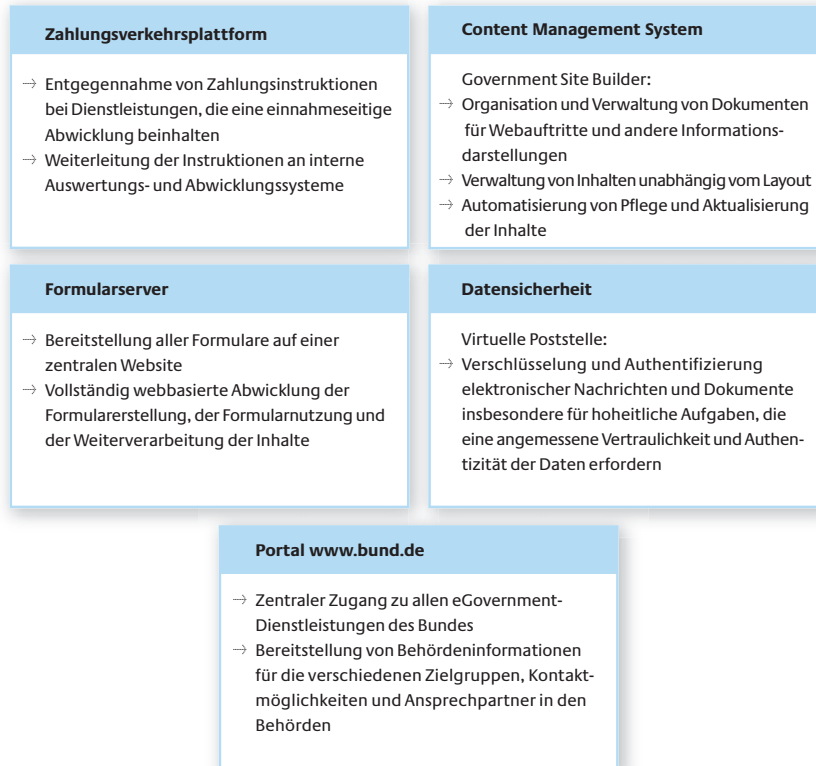 Zahlungsverkehrsplattform
→ Entgegennahme von Zahlungsinstruktionen
bei Dienstleistungen, die eine einnahmeseitige
Abwicklung beinhalten
→ Weiterleitung der Instruktionen an interne
Auswertungs- und Abwicklungssysteme
Content Management System
Government Site Builder:
→ Organisation und Verwaltung von Dokumenten
für Webauftritte und andere Informations-
darstellungen
→ Verwaltung von Inhalten unabhängig vom Layout
→ Automatisierung von Pflege und Aktualisierung
der Inhalte
Formularserver
→ Bereitstellung aller Formulare auf einer
zentralen Website
→ Vollständig webbasierte Abwicklung der
Formularerstellung, der Formularnutzung und
der Weiterverarbeitung der Inhalte
Datensicherheit
Virtuelle Poststelle:
→ Verschlüsselung und Authentifizierung
elektronischer Nachrichten und Dokumente
insbesondere für hoheitliche Aufgaben, die
eine angemessene Vertraulichkeit und Authen-
tizität der Daten erfordern
Portal www.bund.de
→ Zentraler Zugang zu allen eGovernment-
Dienstleistungen des Bundes
→ Bereitstellung von Behördeninformationen
für die verschiedenen Zielgruppen, Kontakt-
möglichkeiten und Ansprechpartner in den
Behörden